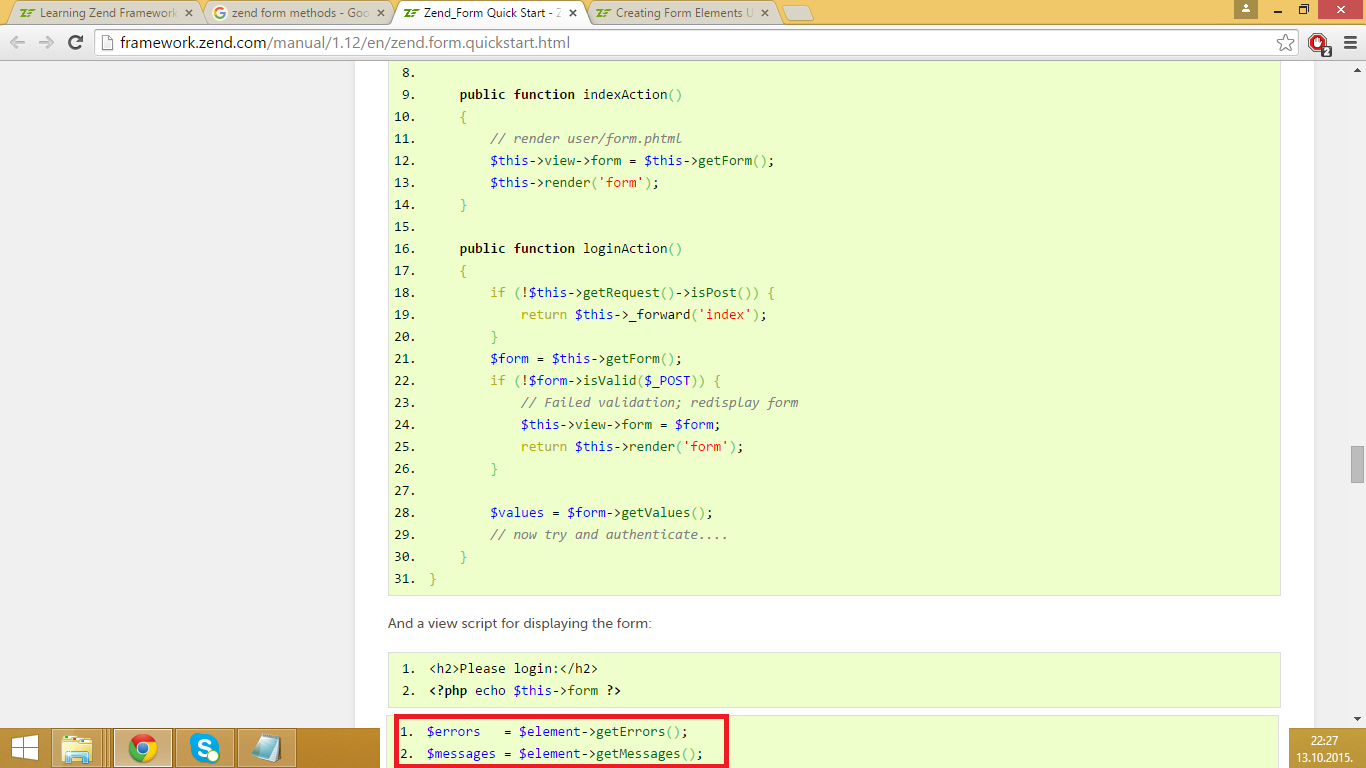 Learning Zend Framework
zend form methods - Goo
Zend_Form Quick Start - Z
Creating Form Elements U
framework.zend.com/manual/1.12/en/zend.form.quickstart.html
2
8.
9. public function indexAction()
10. {
11. // render user/form.phtml
12. $this->view->form = $this->getForm();
13. $this->render('form');
14. }
15.
16. public function loginAction()
17. {
18. if (!$this->getRequest()->isPost()) {
19. return $this->_forward('index');
20. }
21. $form = $this->getForm();
22. if (!$form->isValid($_POST)) {
23. // Failed validation; redisplay form
24. $this->view->form = $form;
25. return $this->render('form');
26. }
27.
28. $values = $form->getValues();
29. // now try and authenticate....
30. }
31. }
And a view script for displaying the form:
1. <h2>Please login:</h2>
2. <?php echo $this->form ?>
1. $errors   = $element->getErrors();
2. $messages = $element->getMessages();
22:27
13.10.2015.